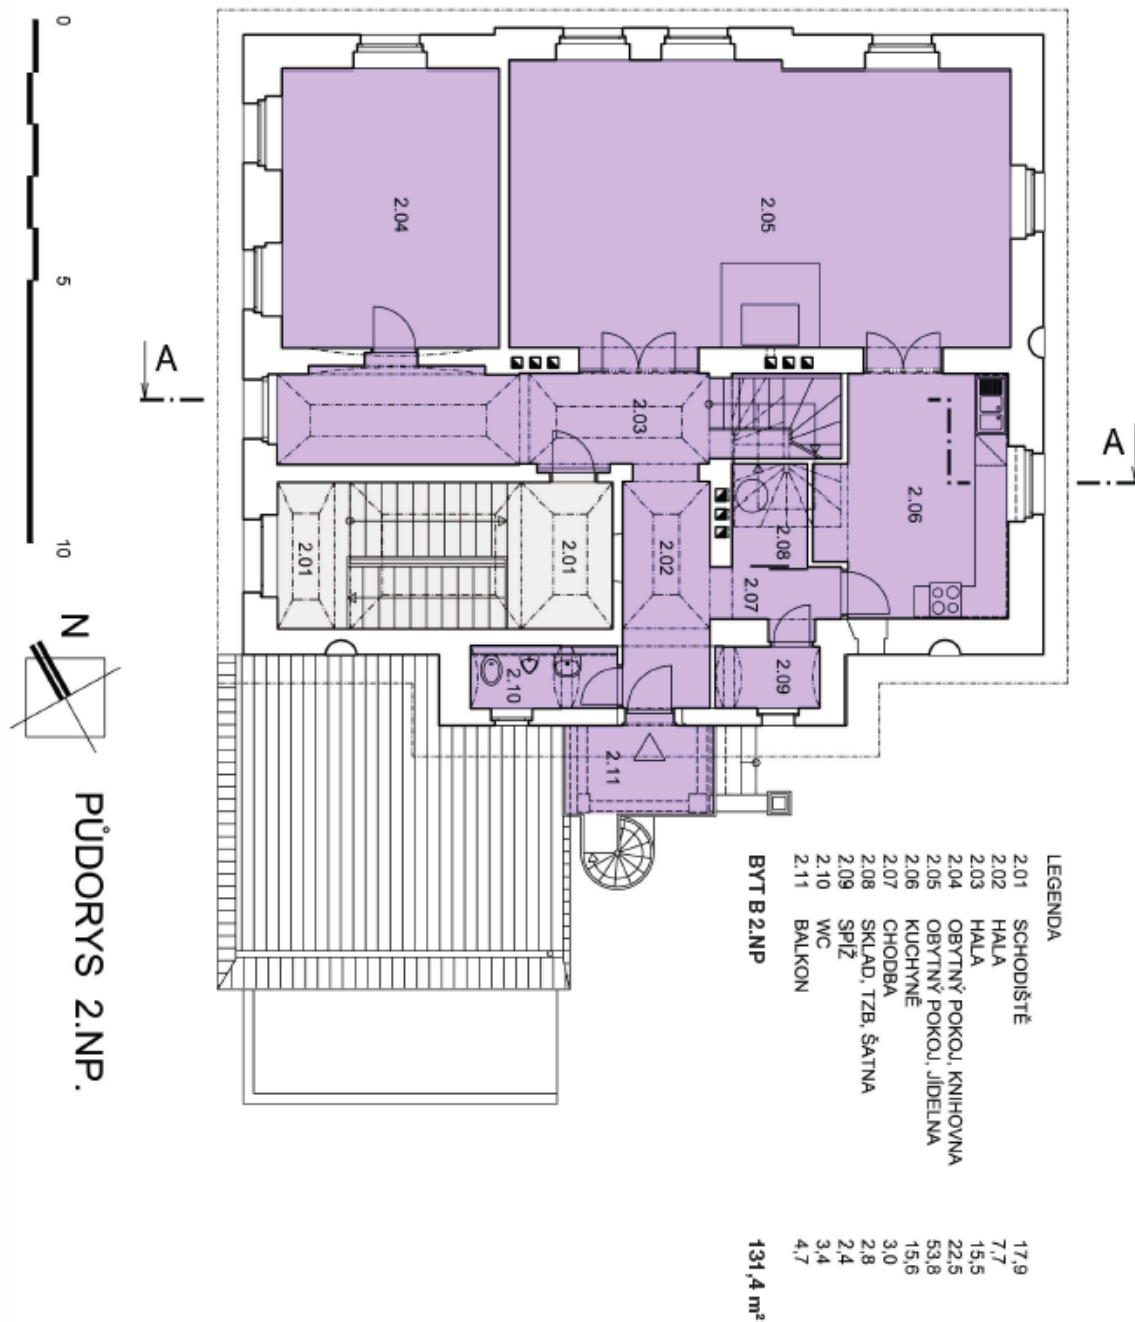 LEGENDA
2.01 SCHODIŠTĚ 17,9
2.02 HALA 7,7
2.03 HALA 15,5
2.04 OBYTNÝ POKOJ, KNIHOVNA 22,5
2.05 OBYTNÝ POKOJ, JÍDELNA 53,8
2.06 KUCHYNĚ 15,6
2.07 CHODBA 3,0
2.08 SKLAD, TZB, ŠATNA 2,8
2.09 SPÍŽ 2,4
2.10 WC 3,4
2.11 BALKON 4,7
BYT B 2.NP 131,4 m²
A
A
2.06
2.05
2.09
2.08
2.07
2.02
2.03
2.11
2.01
2.10
2.04
2.01
PŮDORYS 2.NP.
N
0
5
10